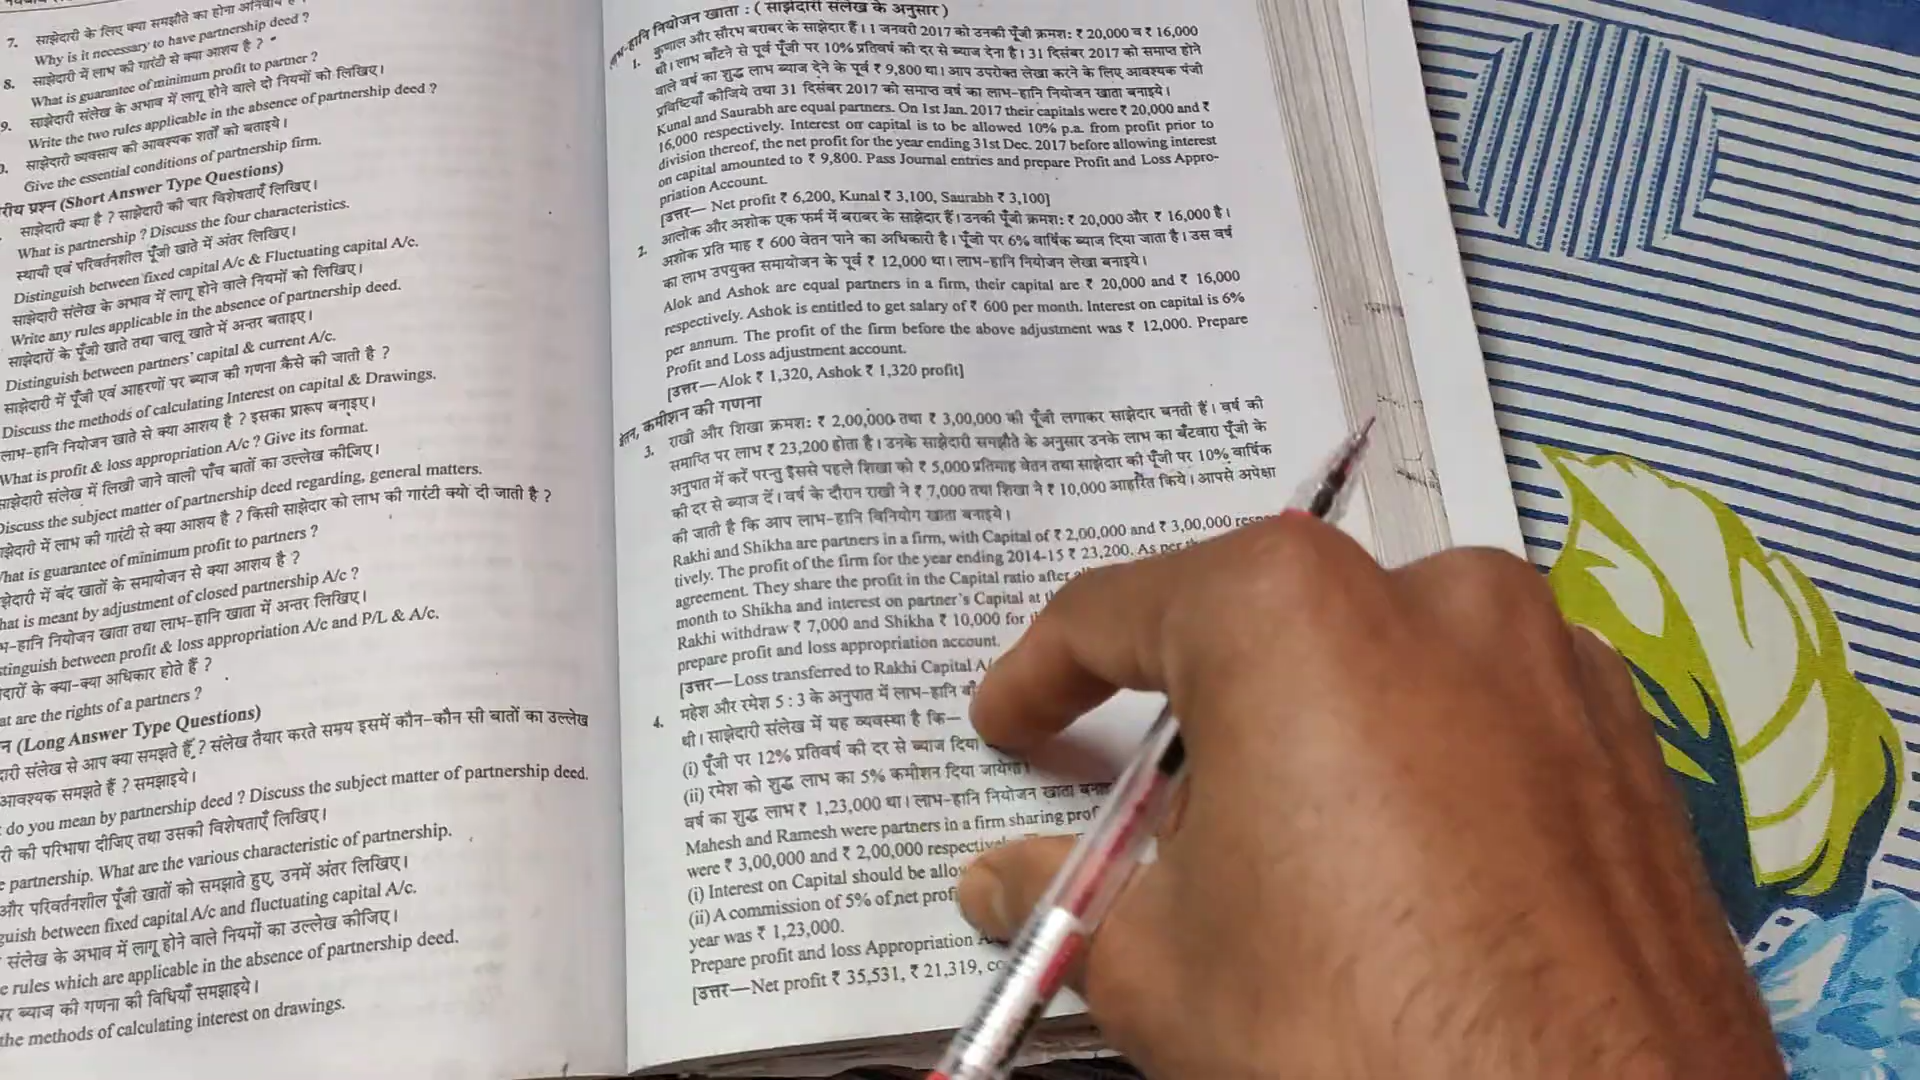 7. साझेदारी के लिए क्या समझौते का होना अनिवार्य है ?
Why is it necessary to have partnership deed ?
8. साझेदारी में लाभ की गारंटी से क्या आशय है ?
What is guarantee of minimum profit to partner ?
9. साझेदारी संलेख के अभाव में लागू होने वाले दो नियमों को लिखिए।
Write the two rules applicable in the absence of partnership deed ?
साझेदारी व्यवसाय की आवश्यक शर्तों को बताइये।
Give the essential conditions of partnership firm.
रीय प्रश्न (Short Answer Type Questions)
साझेदारी क्या है ? साझेदारी की चार विशेषताएँ लिखिए।
What is partnership ? Discuss the four characteristics.
स्थायी एवं परिवर्तनशील पूँजी खाते में अंतर लिखिए।
Distinguish between fixed capital A/c & Fluctuating capital A/c.
साझेदारी संलेख के अभाव में लागू होने वाले नियमों को लिखिए।
Write any rules applicable in the absence of partnership deed.
साझेदारों के पूँजी खाते तथा चालू खाते में अन्तर बताइए।
Distinguish between partners' capital & current A/c.
साझेदारी में पूँजी एवं आहरणों पर ब्याज की गणना कैसे की जाती है ?
Discuss the methods of calculating Interest on capital & Drawings.
लाभ-हानि नियोजन खाते से क्या आशय है ? इसका प्रारूप बनाइए।
What is profit & loss appropriation A/c ? Give its format.
साझेदारी संलेख में लिखी जाने वाली पाँच बातों का उल्लेख कीजिए।
Discuss the subject matter of partnership deed regarding, general matters.
झेदारी में लाभ की गारंटी से क्या आशय है ? किसी साझेदार को लाभ की गारंटी क्यों दी जाती है ?
What is guarantee of minimum profit to partners ?
झेदारी में बंद खातों के समायोजन से क्या आशय है ?
hat is meant by adjustment of closed partnership A/c ?
भ-हानि नियोजन खाता तथा लाभ-हानि खाता में अन्तर लिखिए।
stinguish between profit & loss appropriation A/c and P/L & A/c.
दारों के क्या-क्या अधिकार होते हैं ?
at are the rights of a partners ?
न (Long Answer Type Questions)
दारी संलेख से आप क्या समझते हैं ? संलेख तैयार करते समय इसमें कौन-कौन सी बातों का उल्लेख
आवश्यक समझते हैं ? समझाइये।
do you mean by partnership deed ? Discuss the subject matter of partnership deed.
री की परिभाषा दीजिए तथा उसकी विशेषताएँ लिखिए।
e partnership. What are the various characteristic of partnership.
और परिवर्तनशील पूँजी खातों को समझाते हुए, उनमें अंतर लिखिए।
guish between fixed capital A/c and fluctuating capital A/c.
संलेख के अभाव में लागू होने वाले नियमों का उल्लेख कीजिए।
e rules which are applicable in the absence of partnership deed.
पर ब्याज की गणना की विधियाँ समझाइये।
the methods of calculating interest on drawings.
लाभ-हानि नियोजन खाता : ( साझेदारी संलेख के अनुसार )
1. कुणाल और सौरभ बराबर के साझेदार हैं। 1 जनवरी 2017 को उनकी पूँजी क्रमश: ₹ 20,000 व ₹ 16,000
थी। लाभ बाँटने से पूर्व पूँजी पर 10% प्रतिवर्ष की दर से ब्याज देना है। 31 दिसंबर 2017 को समाप्त होने
वाले वर्ष का शुद्ध लाभ ब्याज देने के पूर्व ₹ 9,800 था। आप उपरोक्त लेखा करने के लिए आवश्यक पंजी
प्रविष्टियाँ कीजिये तथा 31 दिसंबर 2017 को समाप्त वर्ष का लाभ-हानि नियोजन खाता बनाइये।
Kunal and Saurabh are equal partners. On 1st Jan. 2017 their capitals were ₹ 20,000 and ₹
16,000 respectively. Interest on capital is to be allowed 10% p.a. from profit prior to
division thereof, the net profit for the year ending 31st Dec. 2017 before allowing interest
on capital amounted to ₹ 9,800. Pass Journal entries and prepare Profit and Loss Appro-
priation Account.
[उत्तर— Net profit ₹ 6,200, Kunal ₹ 3,100, Saurabh ₹ 3,100]
2. आलोक और अशोक एक फर्म में बराबर के साझेदार हैं। उनकी पूँजी क्रमश: ₹ 20,000 और ₹ 16,000 है।
अशोक प्रति माह ₹ 600 वेतन पाने का अधिकारी है। पूँजी पर 6% वार्षिक ब्याज दिया जाता है। उस वर्ष
का लाभ उपयुक्त समायोजन के पूर्व ₹ 12,000 था। लाभ-हानि नियोजन लेखा बनाइये।
Alok and Ashok are equal partners in a firm, their capital are ₹ 20,000 and ₹ 16,000
respectively. Ashok is entitled to get salary of ₹ 600 per month. Interest on capital is 6%
per annum. The profit of the firm before the above adjustment was ₹ 12,000. Prepare
Profit and Loss adjustment account.
[उत्तर—Alok ₹ 1,320, Ashok ₹ 1,320 profit]
वेतन, कमीशन की गणना
3. राखी और शिखा क्रमश: ₹ 2,00,000 तथा ₹ 3,00,000 की पूँजी लगाकर साझेदार बनती हैं। वर्ष की
समाप्ति पर लाभ ₹ 23,200 होता है। उनके साझेदारी समझौते के अनुसार उनके लाभ का बँटवारा पूँजी के
अनुपात में करें परन्तु इससे पहले शिखा को ₹ 5,000 प्रतिमाह वेतन तथा साझेदार की पूँजी पर 10% वार्षिक
की दर से ब्याज दें। वर्ष के दौरान राखी ने ₹ 7,000 तथा शिखा ने ₹ 10,000 आहरित किये। आपसे अपेक्षा
की जाती है कि आप लाभ-हानि विनियोग खाता बनाइये।
Rakhi and Shikha are partners in a firm, with Capital of ₹ 2,00,000 and ₹ 3,00,000 respec
tively. The profit of the firm for the year ending 2014-15 ₹ 23,200. As per
agreement. They share the profit in the Capital ratio after
month to Shikha and interest on partner's Capital at
Rakhi withdraw ₹ 7,000 and Shikha ₹ 10,000 for
prepare profit and loss appropriation account.
[उत्तर—Loss transferred to Rakhi Capital A/
4. महेश और रमेश 5 : 3 के अनुपात में लाभ-हानि
थी। साझेदारी संलेख में यह व्यवस्था है कि—
(i) पूँजी पर 12% प्रतिवर्ष की दर से ब्याज दिया
(ii) रमेश को शुद्ध लाभ का 5% कमीशन दिया जायेगा।
वर्ष का शुद्ध लाभ ₹ 1,23,000 था। लाभ-हानि नियोजन खाता
Mahesh and Ramesh were partners in a firm sharing prof
were ₹ 3,00,000 and ₹ 2,00,000 respectiv
(i) Interest on Capital should be allo
(ii) A commission of 5% of net prof
year was ₹ 1,23,000.
Prepare profit and loss Appropriation A
[उत्तर—Net profit ₹ 35,531, ₹ 21,319, co